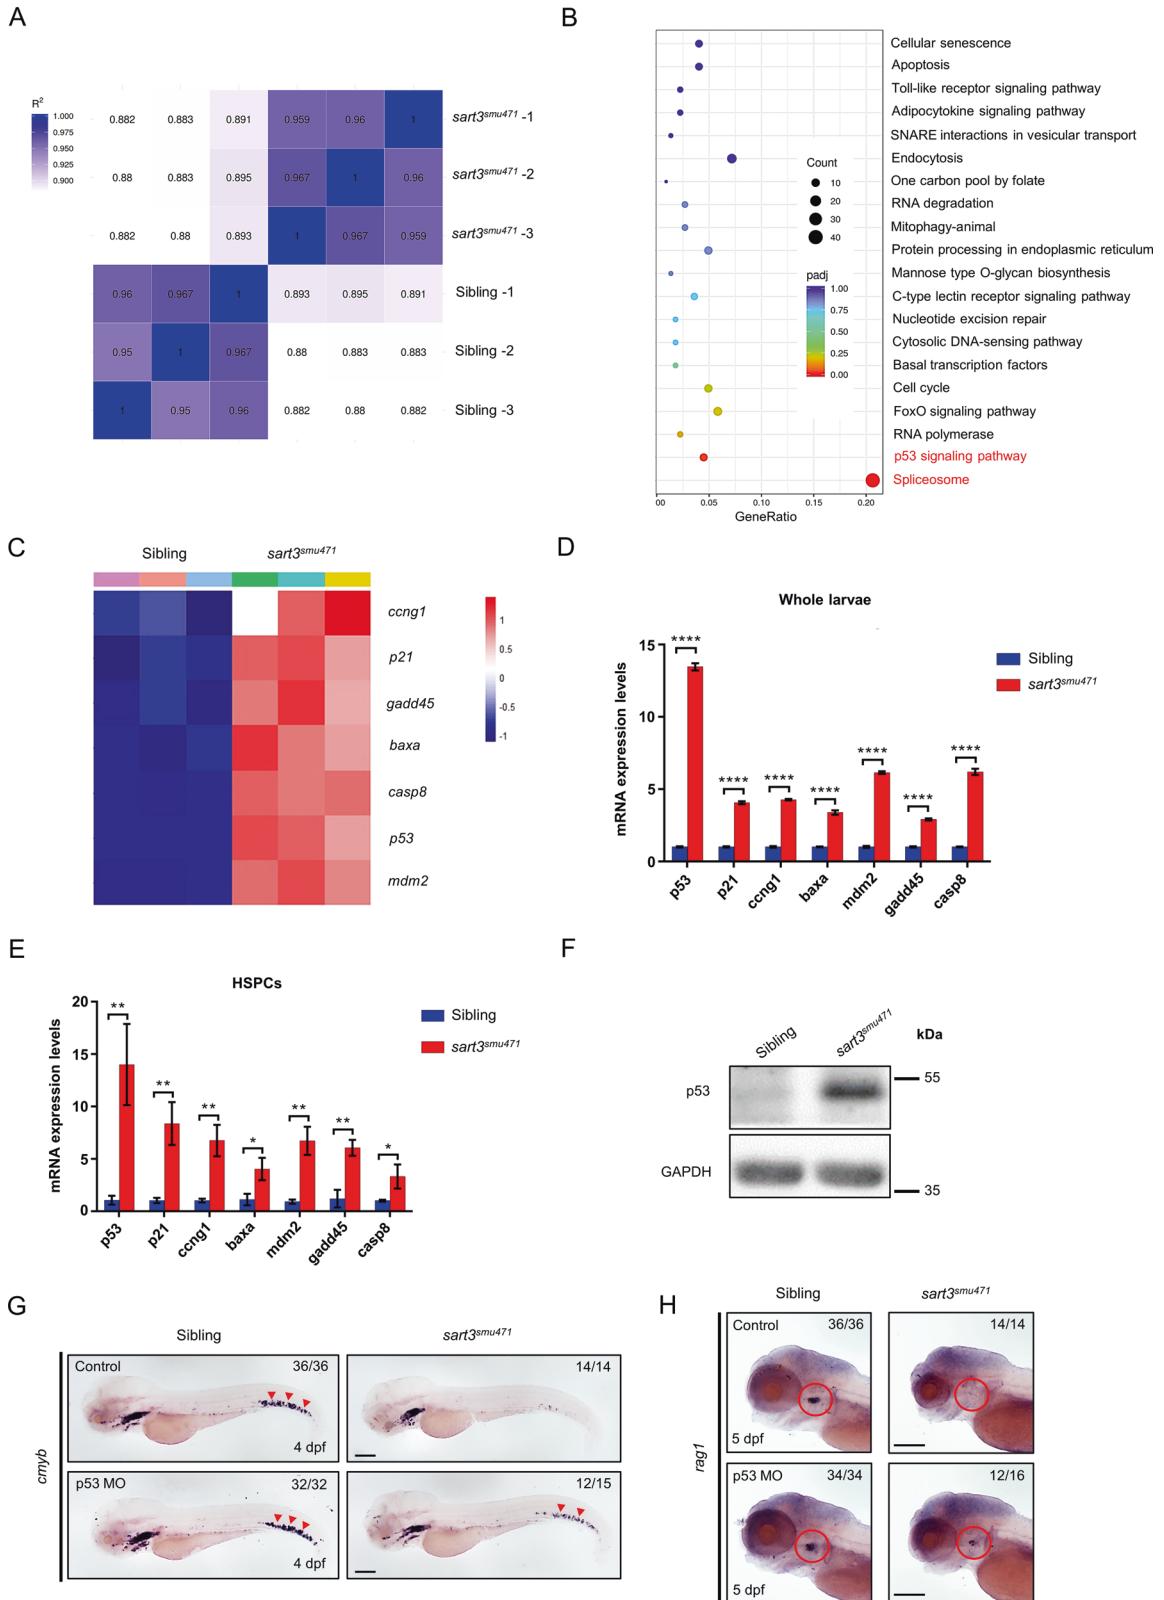 A
R2
1.000
0.975
0.950
0.925
0.900
0.882 0.883 0.891 0.959 0.96 1 sart3smu471 -1
0.88 0.883 0.895 0.967 1 0.96 sart3smu471 -2
0.882 0.88 0.893 1 0.967 0.959 sart3smu471 -3
0.96 0.967 1 0.893 0.895 0.891 Sibling -1
0.95 1 0.967 0.88 0.883 0.883 Sibling -2
1 0.95 0.96 0.882 0.88 0.882 Sibling -3
B
Cellular senescence
Apoptosis
Toll-like receptor signaling pathway
Adipocytokine signaling pathway
SNARE interactions in vesicular transport
Endocytosis
One carbon pool by folate
RNA degradation
Mitophagy-animal
Protein processing in endoplasmic reticulum
Mannose type O-glycan biosynthesis
C-type lectin receptor signaling pathway
Nucleotide excision repair
Cytosolic DNA-sensing pathway
Basal transcription factors
Cell cycle
FoxO signaling pathway
RNA polymerase
p53 signaling pathway
Spliceosome
Count
10
20
30
40
padj
1.00
0.75
0.50
0.25
0.00
00 0.05 0.10 0.15 0.20
GeneRatio
C
Sibling sart3smu471
ccng1
p21
gadd45
baxa
casp8
p53
mdm2
1
0.5
0
-0.5
-1
D
Whole larvae
mRNA expression levels
15
10
5
0
**** **** **** **** **** **** ****
p53 p21 ccng1 baxa mdm2 gadd45 casp8
Sibling
sart3smu471
E
HSPCs
mRNA expression levels
20
15
10
5
0
** ** ** * ** ** *
p53 p21 ccng1 baxa mdm2 gadd45 casp8
Sibling
sart3smu471
F
Sibling sart3smu471 kDa
p53 55
GAPDH 35
G
Sibling sart3smu471
cmyb
Control 36/36 14/14
4 dpf
p53 MO 32/32 12/15
4 dpf
H
Sibling sart3smu471
rag1
Control 36/36 14/14
5 dpf
p53 MO 34/34 12/16
5 dpf